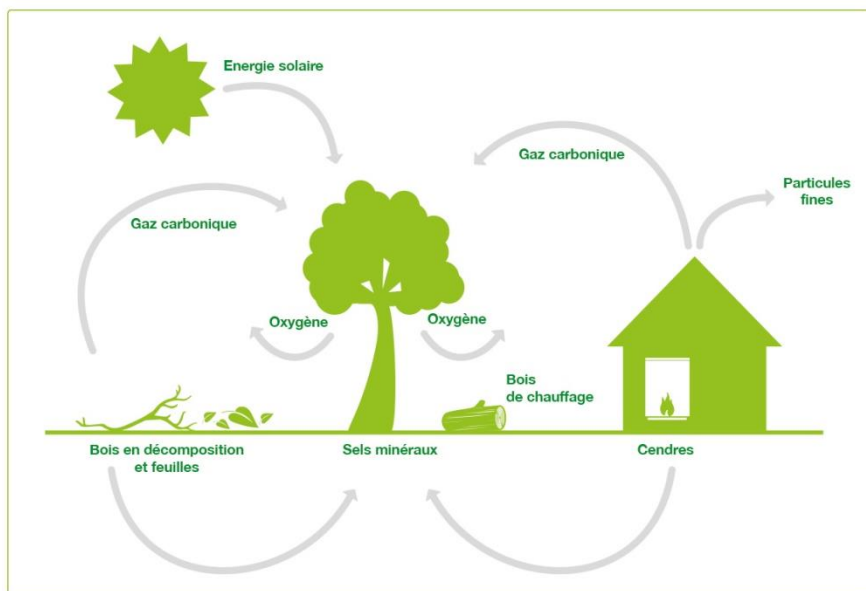 Energie solaire
Gaz carbonique
Particules
fines
Gaz carbonique
Oxygène
Oxygène
Bois
de chauffage
Bois en décomposition
et feuilles
Sels minéraux
Cendres